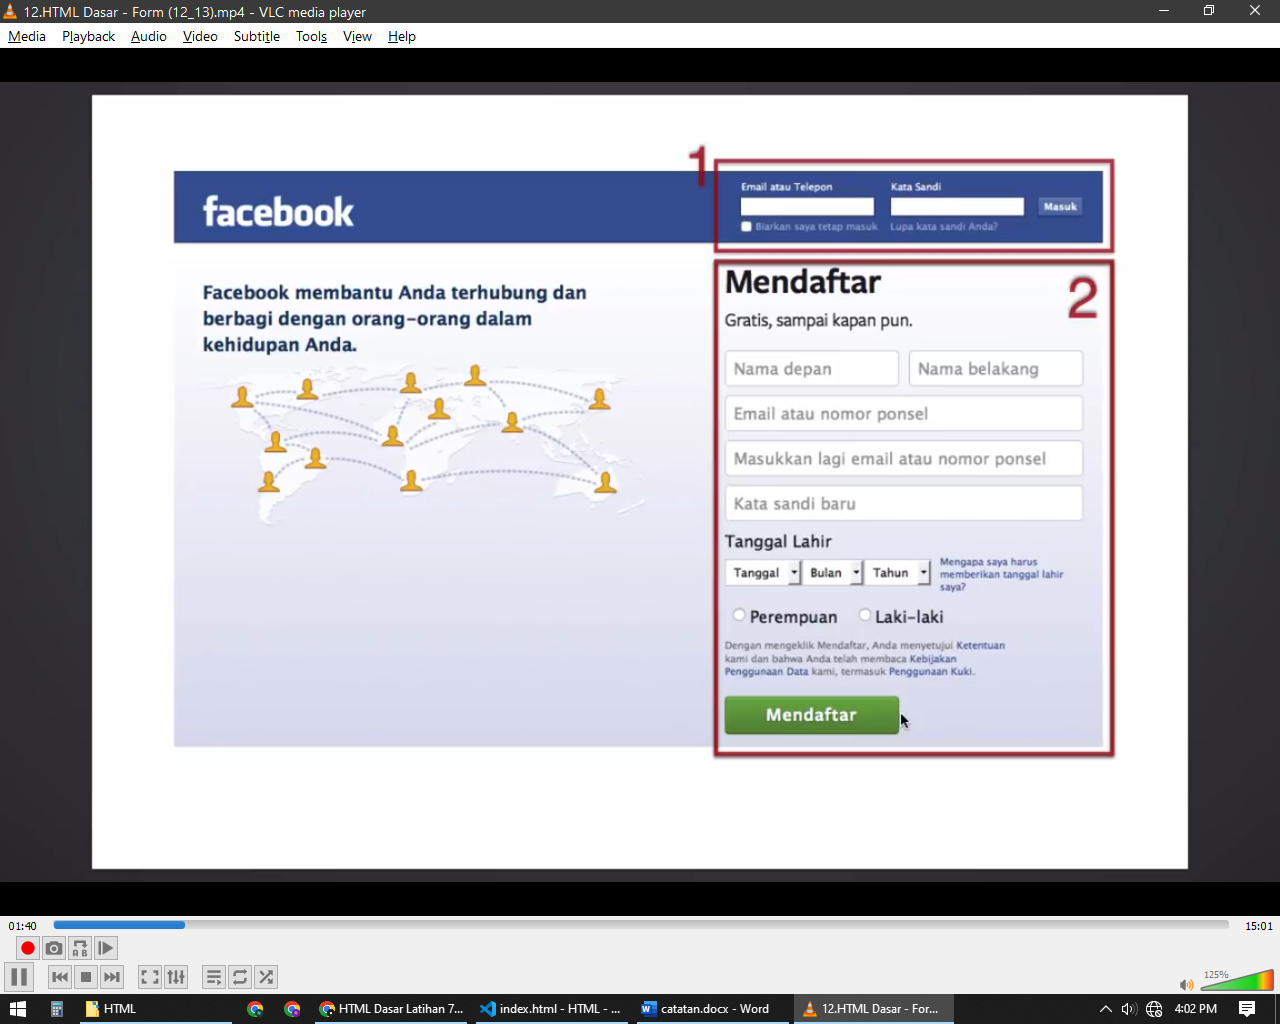 12.HTML Dasar - Form (12_13).mp4 - VLC media player
Media Playback Audio Video Subtitle Tools View Help
1
facebook
Email atau Telepon Kata Sandi
Masuk
Biarkan saya tetap masuk Lupa kata sandi Anda?
Facebook membantu Anda terhubung dan
berbagi dengan orang-orang dalam
kehidupan Anda.
2
Mendaftar
Gratis, sampai kapan pun.
Nama depan Nama belakang
Email atau nomor ponsel
Masukkan lagi email atau nomor ponsel
Kata sandi baru
Tanggal Lahir
Tanggal Bulan Tahun
Mengapa saya harus
memberikan tanggal lahir
saya?
Perempuan Laki-laki
Dengan mengeklik Mendaftar, Anda menyetujui Ketentuan
kami dan bahwa Anda telah membaca Kebijakan
Penggunaan Data kami, termasuk Penggunaan Kuki.
Mendaftar
01:40 15:01
A B
125%
HTML HTML Dasar Latihan 7... index.html - HTML - ... catatan.docx - Word 12.HTML Dasar - For... 4:02 PM